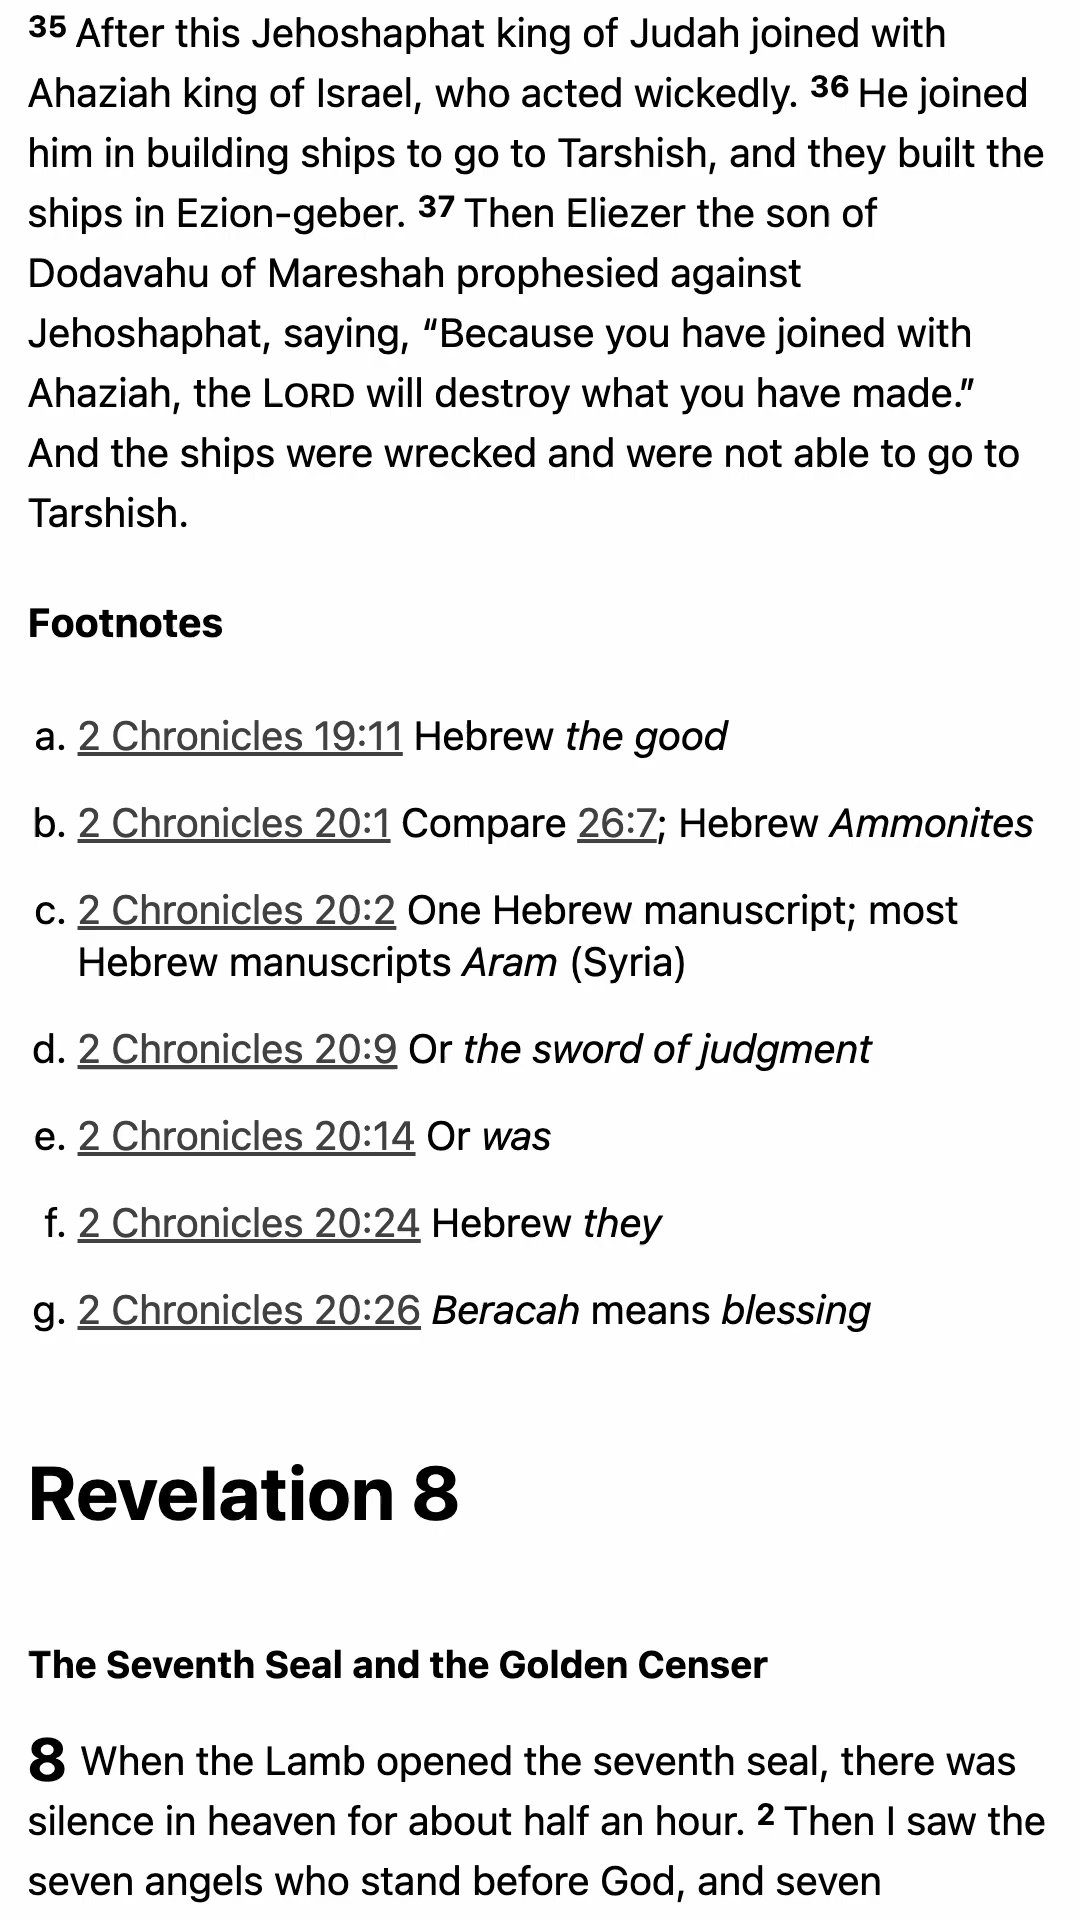 35 After this Jehoshaphat king of Judah joined with
Ahaziah king of Israel, who acted wickedly. 36 He joined
him in building ships to go to Tarshish, and they built the
ships in Ezion-geber. 37 Then Eliezer the son of
Dodavahu of Mareshah prophesied against
Jehoshaphat, saying, “Because you have joined with
Ahaziah, the LORD will destroy what you have made.”
And the ships were wrecked and were not able to go to
Tarshish.
Footnotes
a. 2 Chronicles 19:11 Hebrew the good
b. 2 Chronicles 20:1 Compare 26:7; Hebrew Ammonites
c. 2 Chronicles 20:2 One Hebrew manuscript; most
Hebrew manuscripts Aram (Syria)
d. 2 Chronicles 20:9 Or the sword of judgment
e. 2 Chronicles 20:14 Or was
f. 2 Chronicles 20:24 Hebrew they
g. 2 Chronicles 20:26 Beracah means blessing
Revelation 8
The Seventh Seal and the Golden Censer
8 When the Lamb opened the seventh seal, there was
silence in heaven for about half an hour. 2 Then I saw the
seven angels who stand before God, and seven